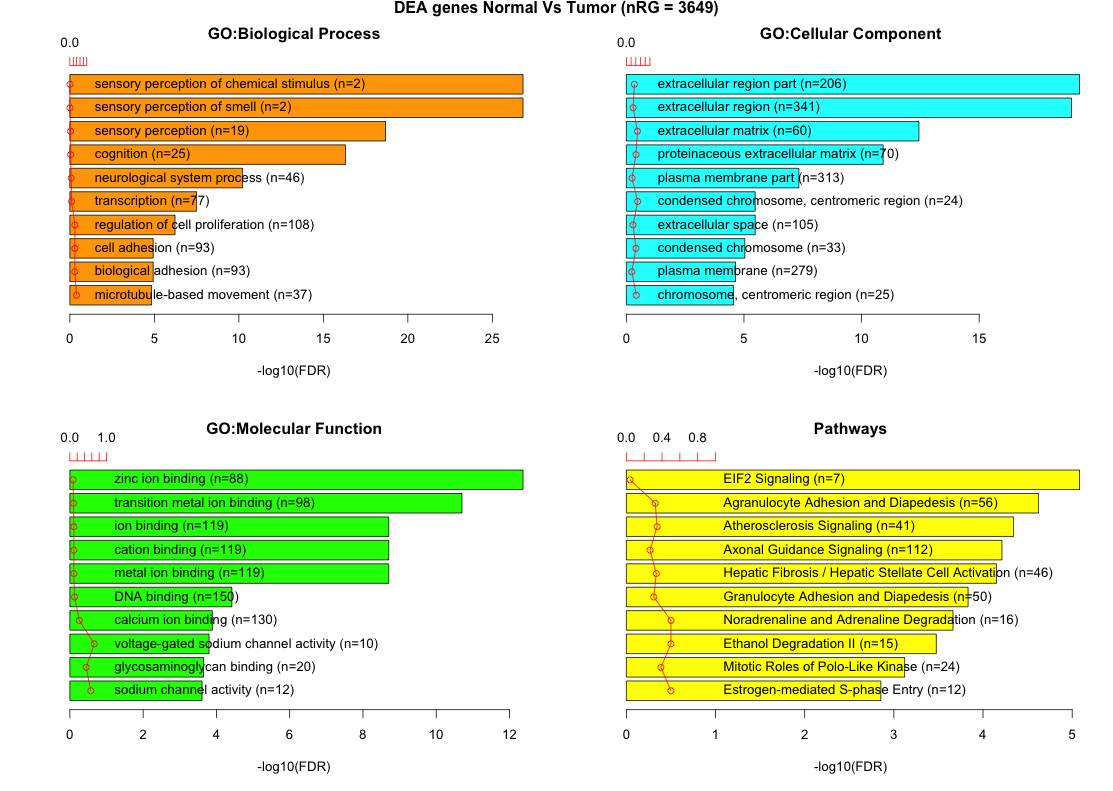 DEA genes Normal Vs Tumor (nRG = 3649)
GO:Biological Process
0.0
sensory perception of chemical stimulus (n=2)
sensory perception of smell (n=2)
sensory perception (n=19)
cognition (n=25)
neurological system process (n=46)
transcription (n=77)
regulation of cell proliferation (n=108)
cell adhesion (n=93)
biological adhesion (n=93)
microtubule-based movement (n=37)
0 5 10 15 20 25
-log10(FDR)
GO:Cellular Component
0.0
extracellular region part (n=206)
extracellular region (n=341)
extracellular matrix (n=60)
proteinaceous extracellular matrix (n=70)
plasma membrane part (n=313)
condensed chromosome, centromeric region (n=24)
extracellular space (n=105)
condensed chromosome (n=33)
plasma membrane (n=279)
chromosome, centromeric region (n=25)
0 5 10 15
-log10(FDR)
GO:Molecular Function
0.0 1.0
zinc ion binding (n=88)
transition metal ion binding (n=98)
ion binding (n=119)
cation binding (n=119)
metal ion binding (n=119)
DNA binding (n=150)
calcium ion binding (n=130)
voltage-gated sodium channel activity (n=10)
glycosaminoglycan binding (n=20)
sodium channel activity (n=12)
0 2 4 6 8 10 12
-log10(FDR)
Pathways
0.0 0.4 0.8
EIF2 Signaling (n=7)
Agranulocyte Adhesion and Diapedesis (n=56)
Atherosclerosis Signaling (n=41)
Axonal Guidance Signaling (n=112)
Hepatic Fibrosis / Hepatic Stellate Cell Activation (n=46)
Granulocyte Adhesion and Diapedesis (n=50)
Noradrenaline and Adrenaline Degradation (n=16)
Ethanol Degradation II (n=15)
Mitotic Roles of Polo-Like Kinase (n=24)
Estrogen-mediated S-phase Entry (n=12)
0 1 2 3 4 5
-log10(FDR)